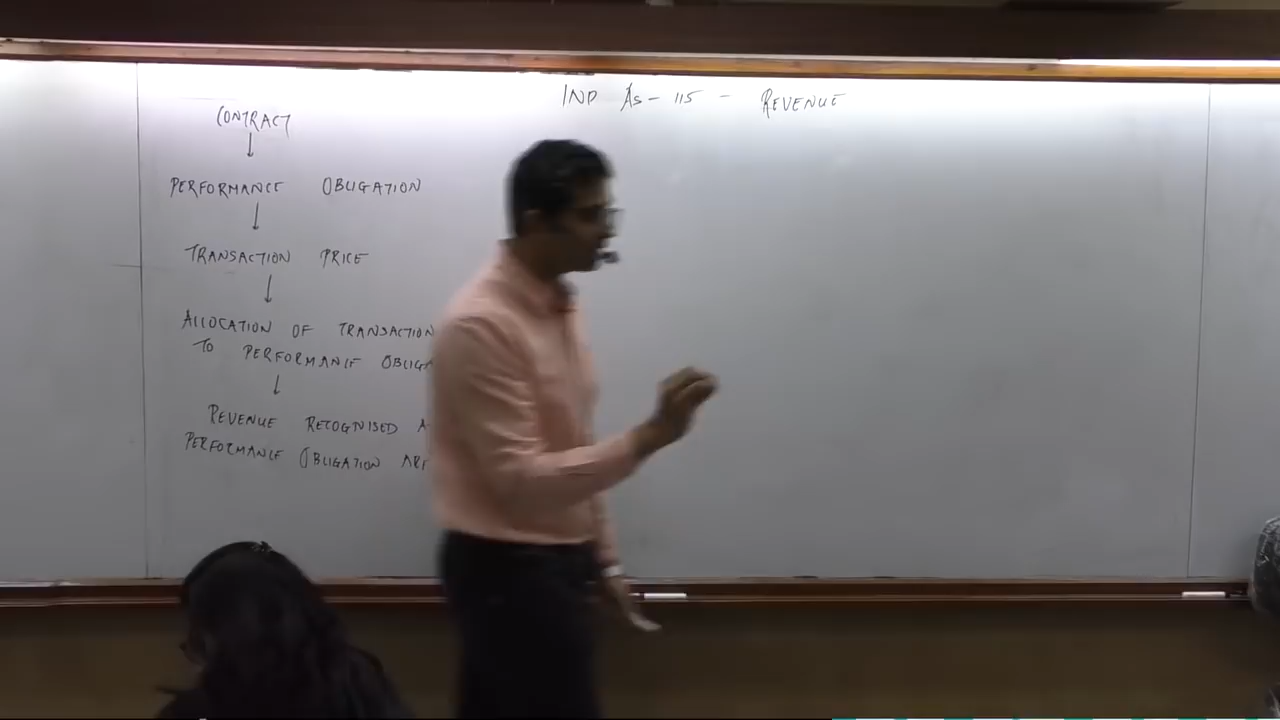 IND AS - 115 - REVENUE
CONTRACT
↓
PERFORMANCE OBLIGATION
↓
TRANSACTION PRICE
↓
ALLOCATION OF TRANSACTION
TO PERFORMANCE
↓
REVENUE RECOGNISED
PERFORMANCE OBLIGATION